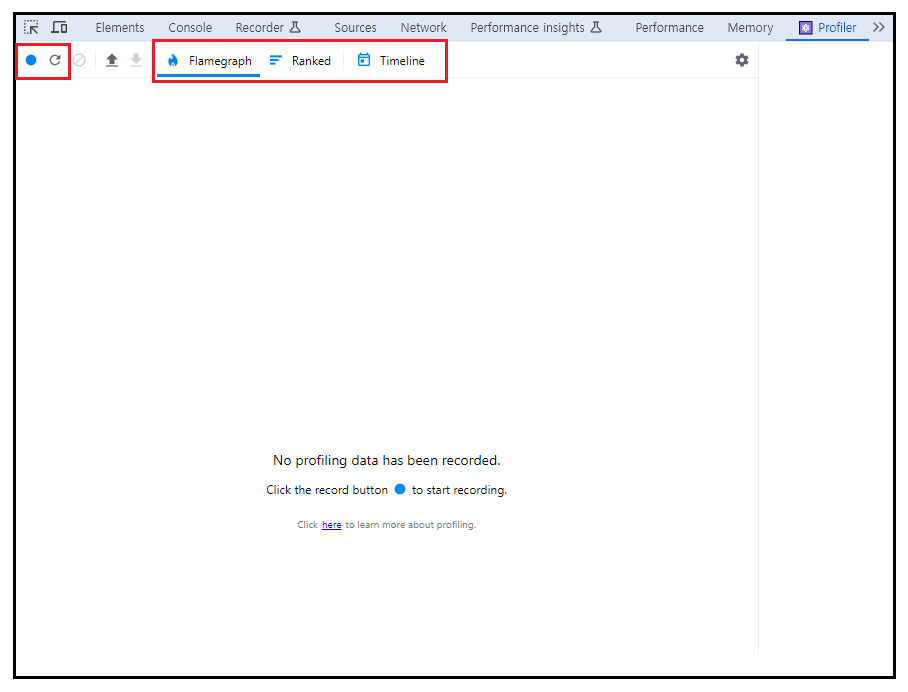 Elements Console Recorder Sources Network Performance insights Performance Memory Profiler
Flamegraph Ranked Timeline
No profiling data has been recorded.
Click the record button to start recording.
Click here to learn more about profiling.